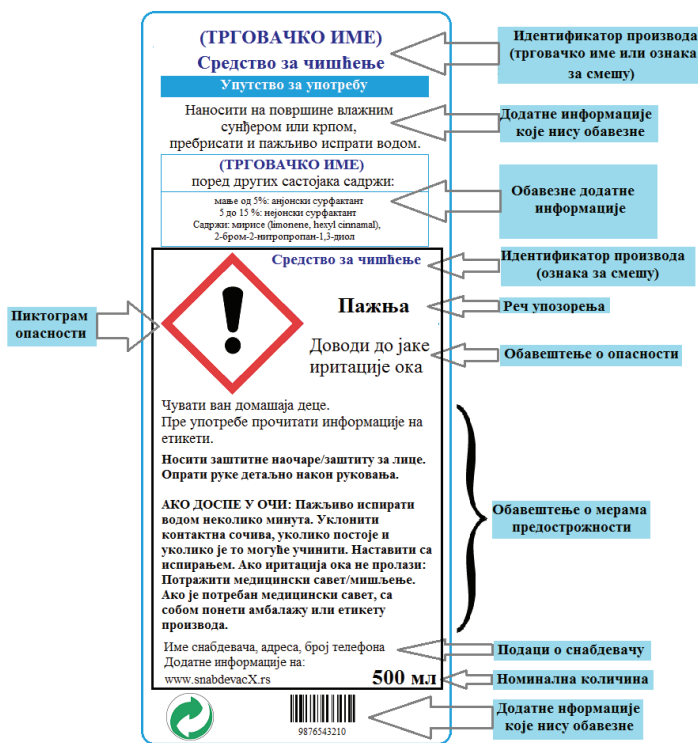 (ТРГОВАЧКО ИМЕ)
Средство за чишћење
Упутство за употребу
Наносити на површине влажним
сунђером или крпом,
пребрисати и пажљиво испрати водом.
(ТРГОВАЧКО ИМЕ)
поред других састојака садржи:
мање од 5%: анјонски сурфактант
5 до 15 %: нејонски сурфактант
Садржи: мирисе (limonene, hexyl cinnamal),
2-бром-2-нитропропан-1,3-диол
Средство за чишћење
Пажња
Доводи до јаке
иритације ока
Чувати ван домашаја деце.
Пре употребе прочитати информације на
етикети.
Носити заштитне наочаре/заштиту за лице.
Опрати руке детаљно након руковања.
АКО ДОСПЕ У ОЧИ: Пажљиво испирати
водом неколико минута. Уклонити
контактна сочива, уколико постоје и
уколико је то могуће учинити. Наставити са
испирањем. Ако иритација ока не пролази:
Потражити медицински савет/мишљење.
Ако је потребан медицински савет, са
собом понети амбалажу или етикету
производа.
Име снабдевача, адреса, број телефона
Додатне информације на:
www.snabdevacX.rs
500 мл
9876543210
Пиктограм
опасности
Идентификатор производа
(трговачко име или ознака
за смешу)
Додатне информације
које нису обавезне
Обавезне додатне
информације
Идентификатор производа
(ознака за смешу)
Реч упозорења
Обавештење о опасности
Обавештење о мерама
предострожности
Подаци о снабдевачу
Номинална количина
Додатне нформације
које нису обавезне